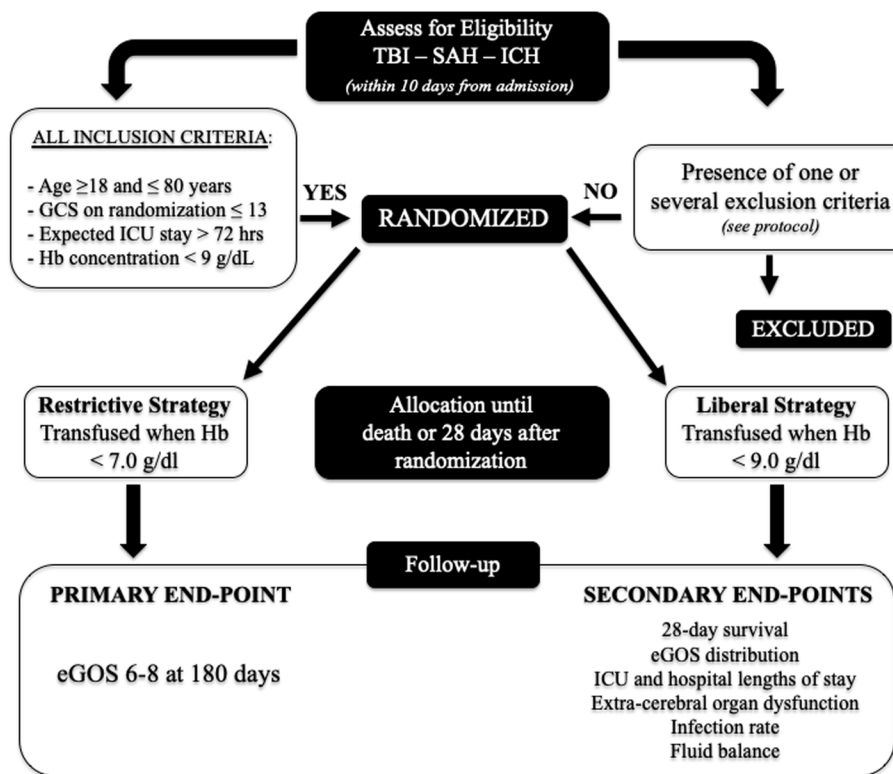 Assess for Eligibility
TBI – SAH – ICH
(within 10 days from admission)
ALL INCLUSION CRITERIA:
- Age ≥18 and ≤ 80 years
- GCS on randomization ≤ 13
- Expected ICU stay > 72 hrs
- Hb concentration < 9 g/dL
YES
RANDOMIZED
NO
Presence of one or
several exclusion criteria
(see protocol)
EXCLUDED
Restrictive Strategy
Transfused when Hb
< 7.0 g/dl
Allocation until
death or 28 days after
randomization
Liberal Strategy
Transfused when Hb
< 9.0 g/dl
Follow-up
PRIMARY END-POINT
eGOS 6-8 at 180 days
SECONDARY END-POINTS
28-day survival
eGOS distribution
ICU and hospital lengths of stay
Extra-cerebral organ dysfunction
Infection rate
Fluid balance